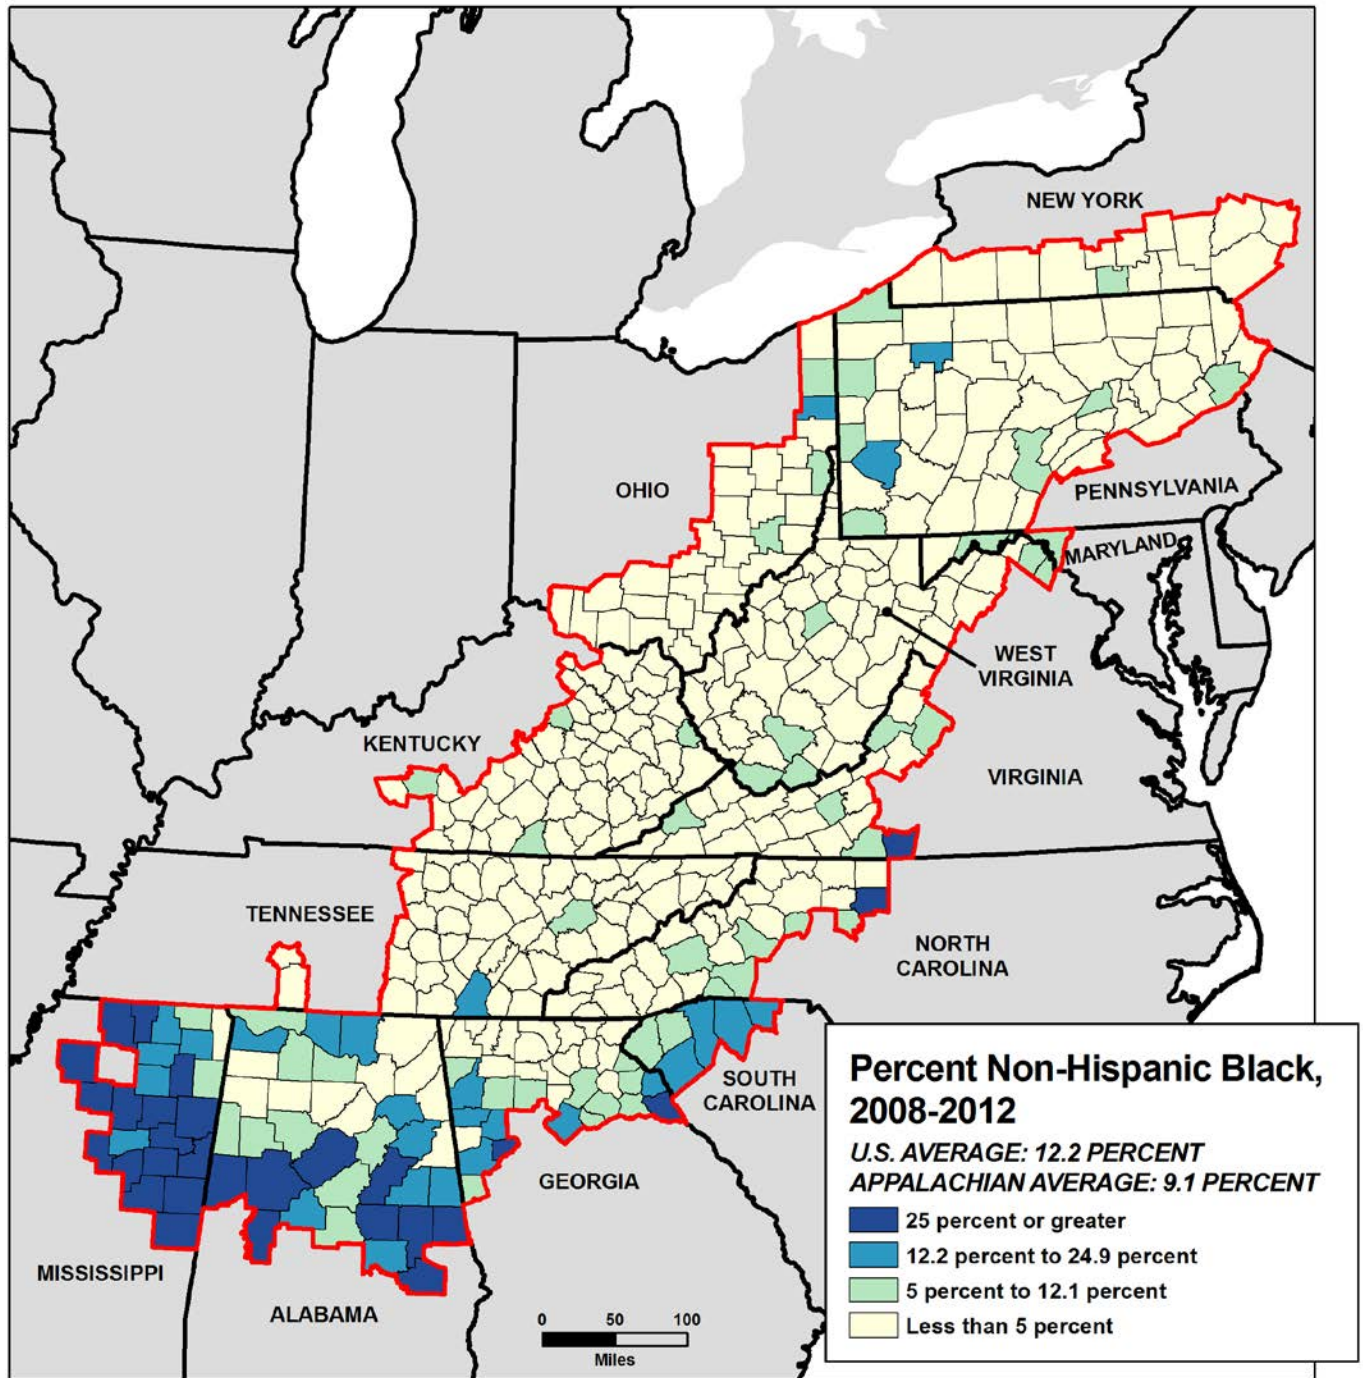 NEW YORK
OHIO
PENNSYLVANIA
MARYLAND
WEST
VIRGINIA
KENTUCKY
VIRGINIA
TENNESSEE
NORTH
CAROLINA
SOUTH
CAROLINA
GEORGIA
MISSISSIPPI
ALABAMA
0 50 100
Miles
Percent Non-Hispanic Black,
2008-2012
U.S. AVERAGE: 12.2 PERCENT
APPALACHIAN AVERAGE: 9.1 PERCENT
25 percent or greater
12.2 percent to 24.9 percent
5 percent to 12.1 percent
Less than 5 percent